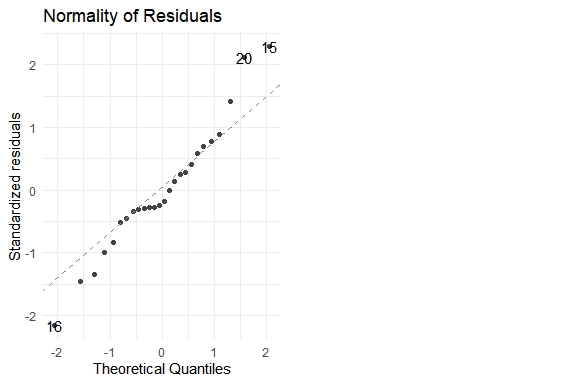 Normality of Residuals
15
20
2
1
0
-1
-2
16
Standardized residuals
-2 -1 0 1 2
Theoretical Quantiles